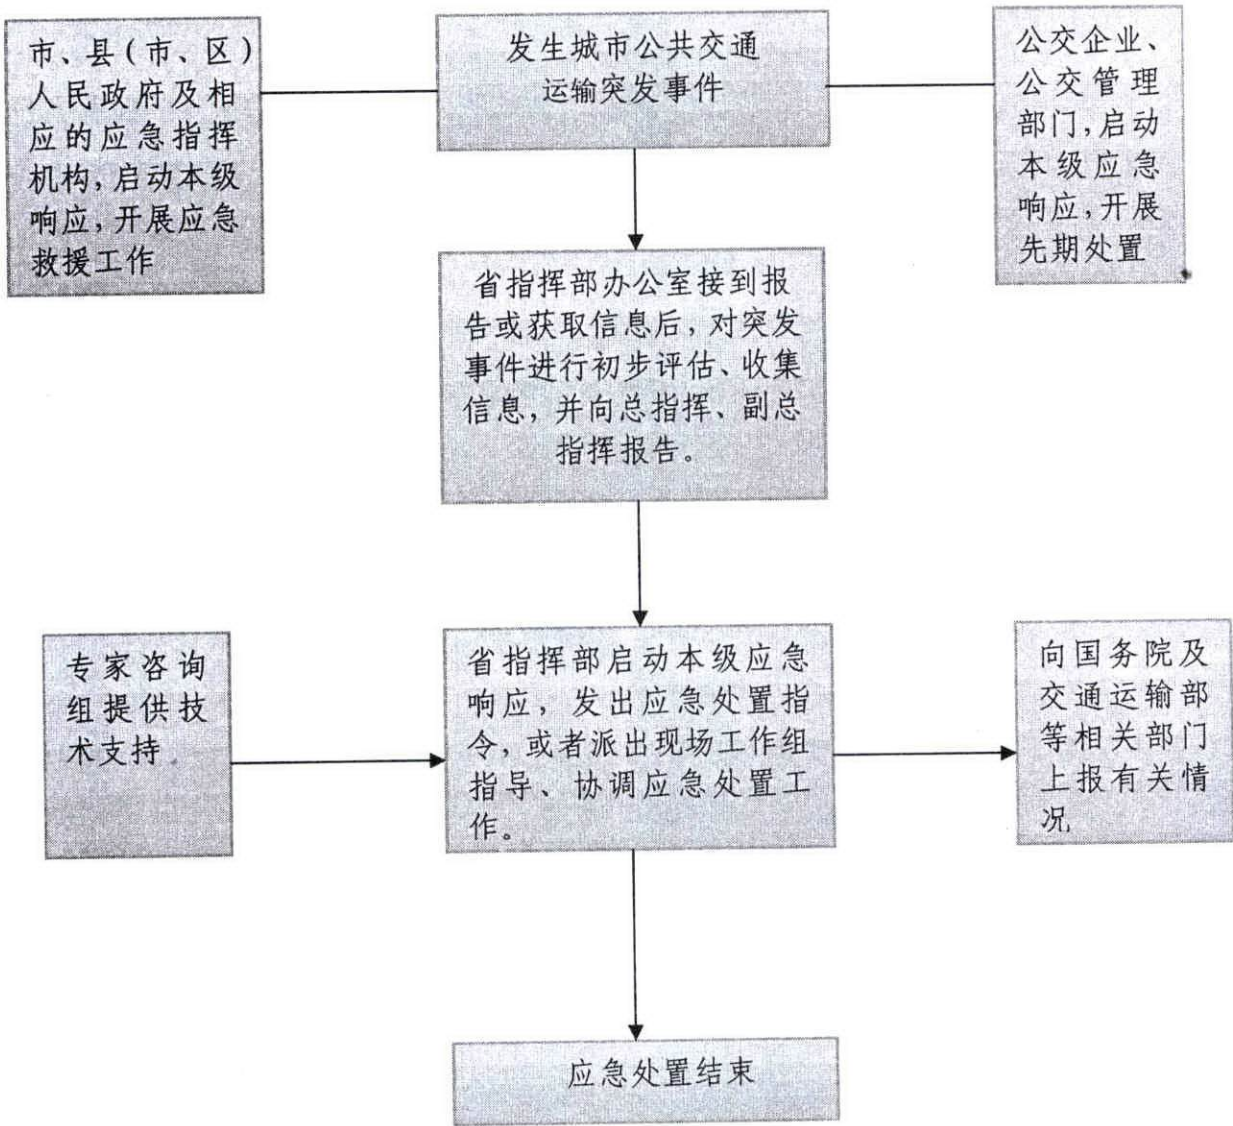 市、县(市、区)
人民政府及相
应的应急指挥
机构,启动本级
响应,开展应急
救援工作
发生城市公共交通
运输突发事件
公交企业、
公交管理
部门,启动
本级应急
响应,开展
先期处置
省指挥部办公室接到报
告或获取信息后,对突发
事件进行初步评估、收集
信息,并向总指挥、副总
指挥报告。
专家咨询
组提供技
术支持
省指挥部启动本级应急
响应,发出应急处置指
令,或者派出现场工作组
指导、协调应急处置工
作。
向国务院及
交通运输部
等相关部门
上报有关情
况
应急处置结束